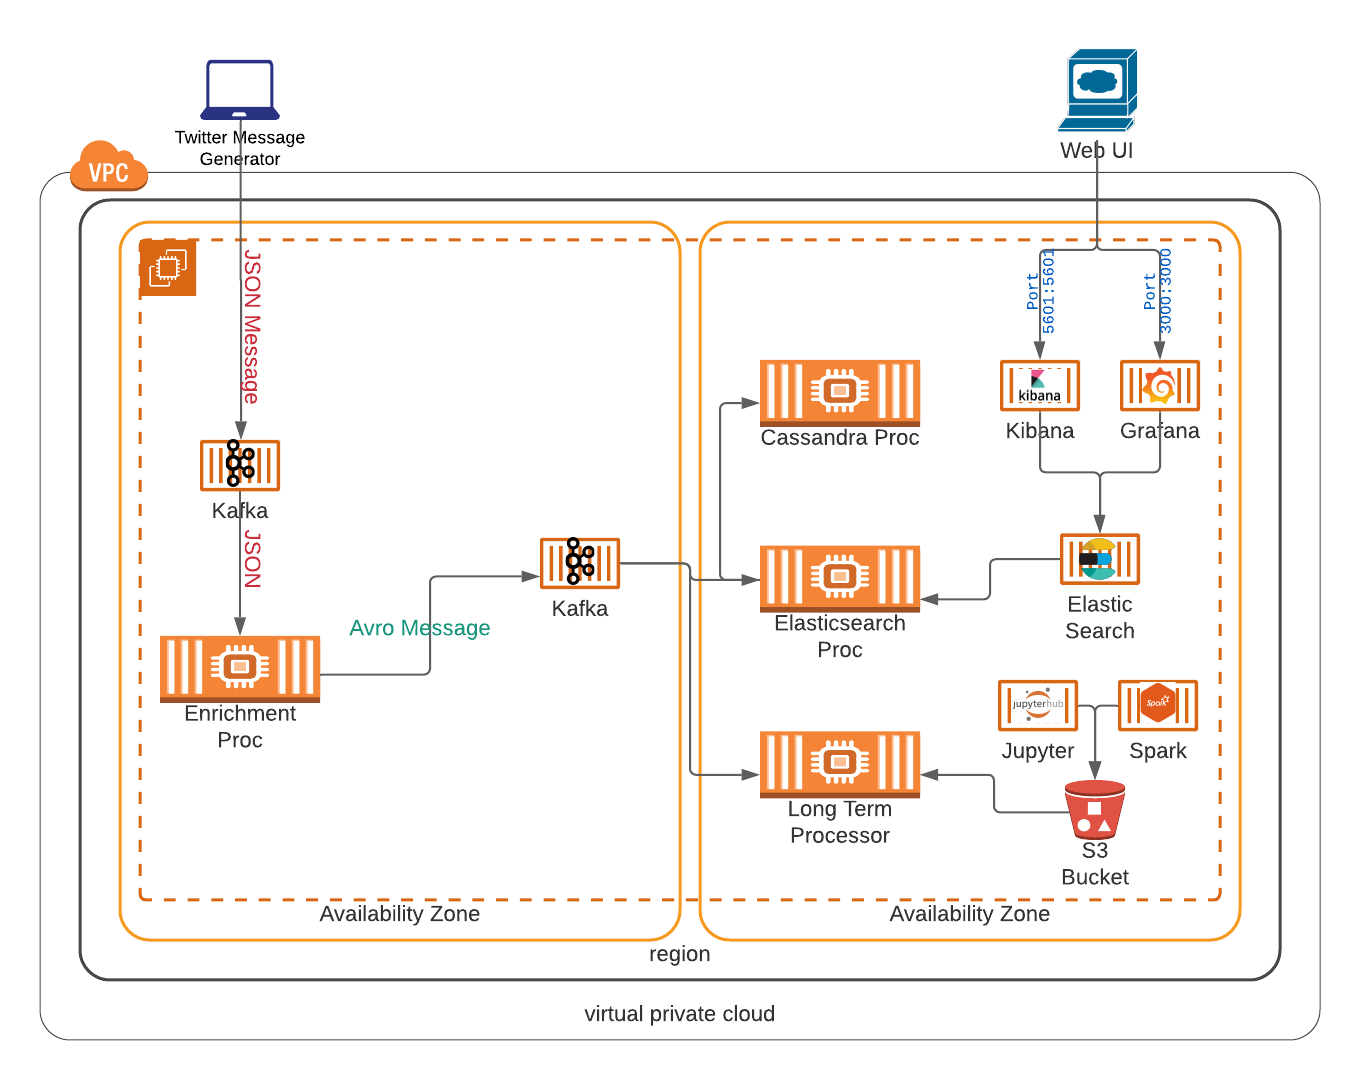 Twitter Message
Generator
Web UI
VPC
JSON Message
Port
5601:5601
Port
3000:3000
kibana
Kibana
Grafana
Cassandra Proc
Kafka
JSON
Kafka
Avro Message
Elasticsearch
Proc
Elastic
Search
Enrichment
Proc
jupyterhub
Spark
Jupyter
Spark
Long Term
Processor
S3
Bucket
Availability Zone
Availability Zone
region
virtual private cloud